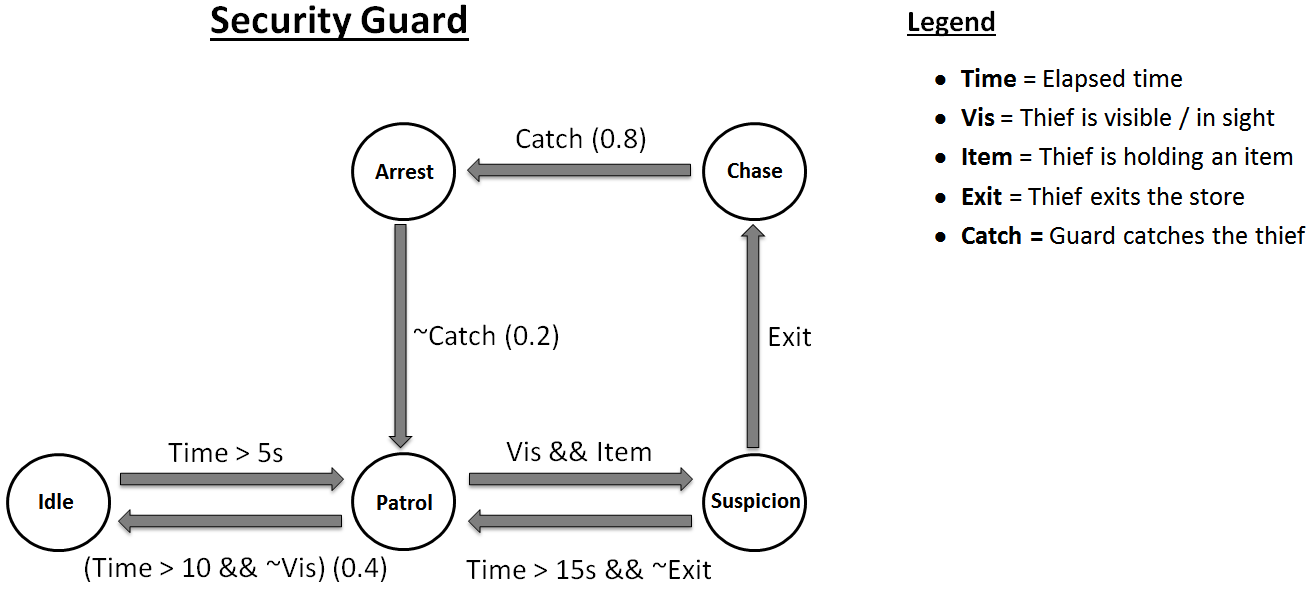 Security Guard
Legend
• Time = Elapsed time
• Vis = Thief is visible / in sight
• Item = Thief is holding an item
• Exit = Thief exits the store
• Catch = Guard catches the thief
Catch (0.8)
Arrest
Chase
~Catch (0.2)
Exit
Time > 5s
Vis && Item
Idle
Patrol
Suspicion
(Time > 10 && ~Vis) (0.4)
Time > 15s && ~Exit